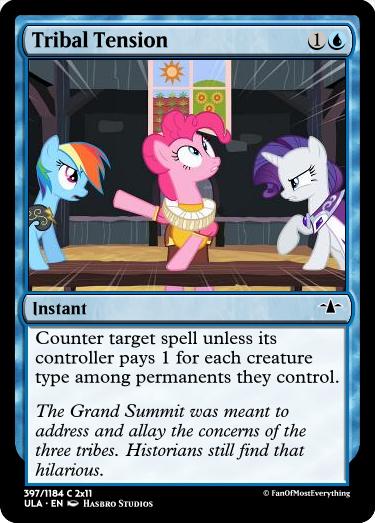 Tribal Tension 1
Instant
Counter target spell unless its
controller pays 1 for each creature
type among permanents they control.
The Grand Summit was meant to
address and allay the concerns of the
three tribes. Historians still find that
hilarious.
397/1184 C 2x11
ULA • EN Hasbro Studios © FanOfMostEverything